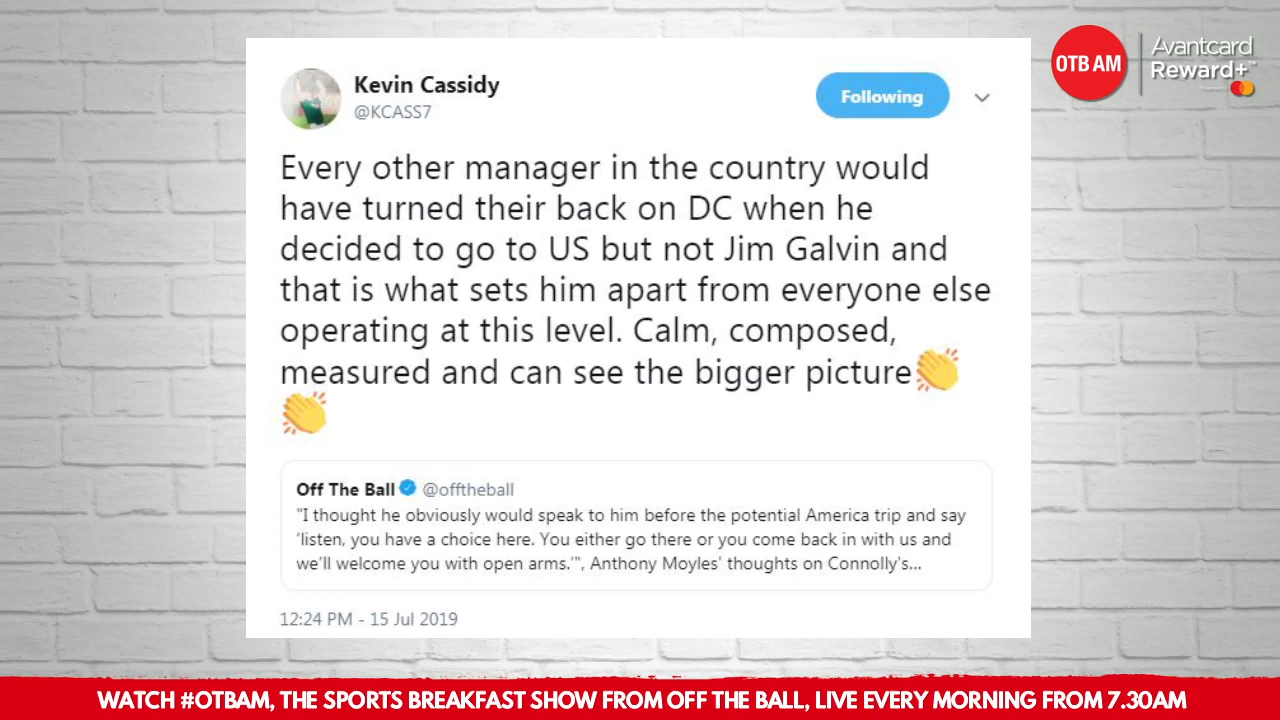 OTB AM
Avantcard
Reward+™
Kevin Cassidy
@KCASS7
Following
Every other manager in the country would
have turned their back on DC when he
decided to go to US but not Jim Galvin and
that is what sets him apart from everyone else
operating at this level. Calm, composed,
measured and can see the bigger picture👏
👏
Off The Ball @offtheball
"I thought he obviously would speak to him before the potential America trip and say
'listen, you have a choice here. You either go there or you come back in with us and
we'll welcome you with open arms.'", Anthony Moyles' thoughts on Connolly's...
12:24 PM - 15 Jul 2019
WATCH #OTBAM, THE SPORTS BREAKFAST SHOW FROM OFF THE BALL, LIVE EVERY MORNING FROM 7.30AM